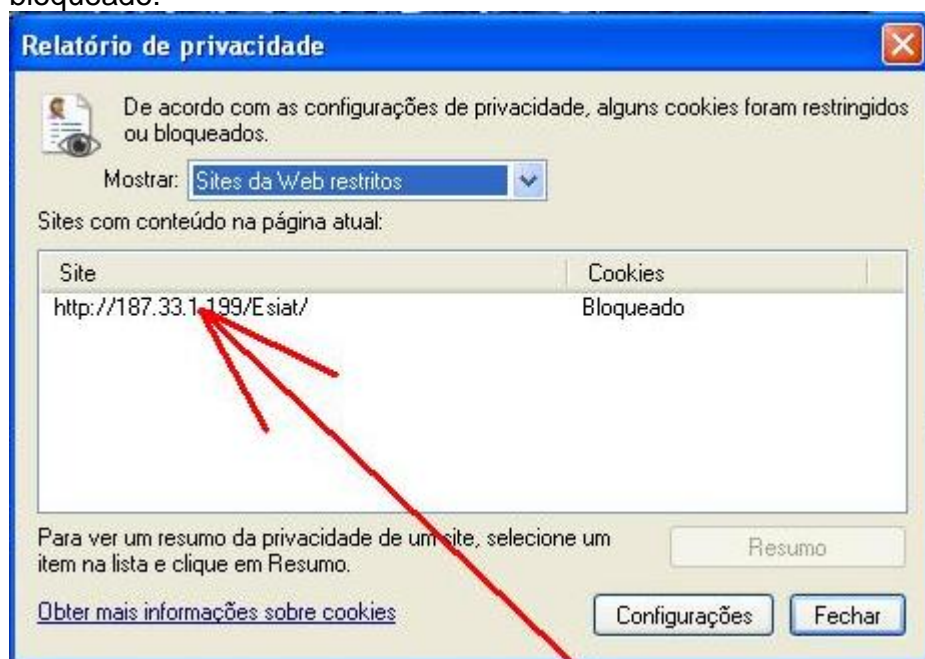 bloqueado.
Relatório de privacidade
De acordo com as configurações de privacidade, alguns cookies foram restringidos
ou bloqueados.
Mostrar: Sites da Web restritos
Sites com conteúdo na página atual:
Site Cookies
http://187.33.1.199/Esiat/ Bloqueado
Para ver um resumo da privacidade de um site, selecione um
item na lista e clique em Resumo.
Resumo
Obter mais informações sobre cookies
Configurações Fechar